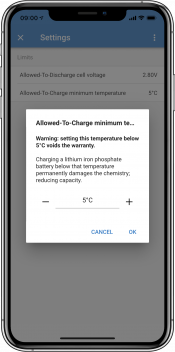 09:00
Settings
Limits
Allowed-To-Discharge cell voltage 2.80V
Allowed-To-Charge minimum temperature 5°C
Allowed-To-Charge minimum te...
Warning: setting this temperature below
5°C voids the warranty.
Charging a lithium iron phosphate
battery below that temperature
permanently damages the chemistry;
reducing capacity.
− 5°C +
CANCEL OK